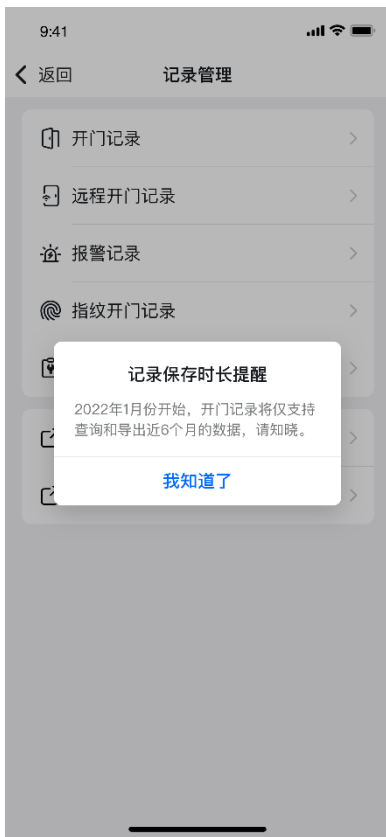 9:41
返回
记录管理
开门记录
远程开门记录
报警记录
指纹开门记录
记录保存时长提醒
2022年1月份开始，开门记录将仅支持
查询和导出近6个月的数据，请知晓。
我知道了